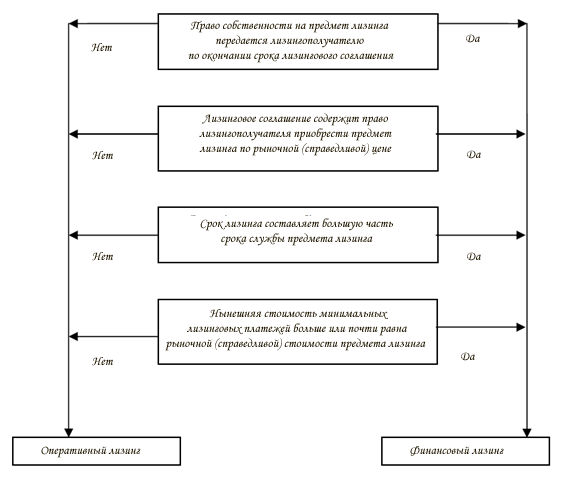 Право собственности на предмет лизинга
передается лизингополучателю
по окончании срока лизингового соглашения
Нет
Да
Лизинговое соглашение содержит право
лизингополучателя приобрести предмет
лизинга по рыночной (справедливой) цене
Нет
Да
Срок лизинга составляет большую часть
срока службы предмета лизинга
Нет
Да
Нынешняя стоимость минимальных
лизинговых платежей больше или почти равна
рыночной (справедливой) стоимости предмета лизинга
Нет
Да
Оперативный лизинг
Финансовый лизинг